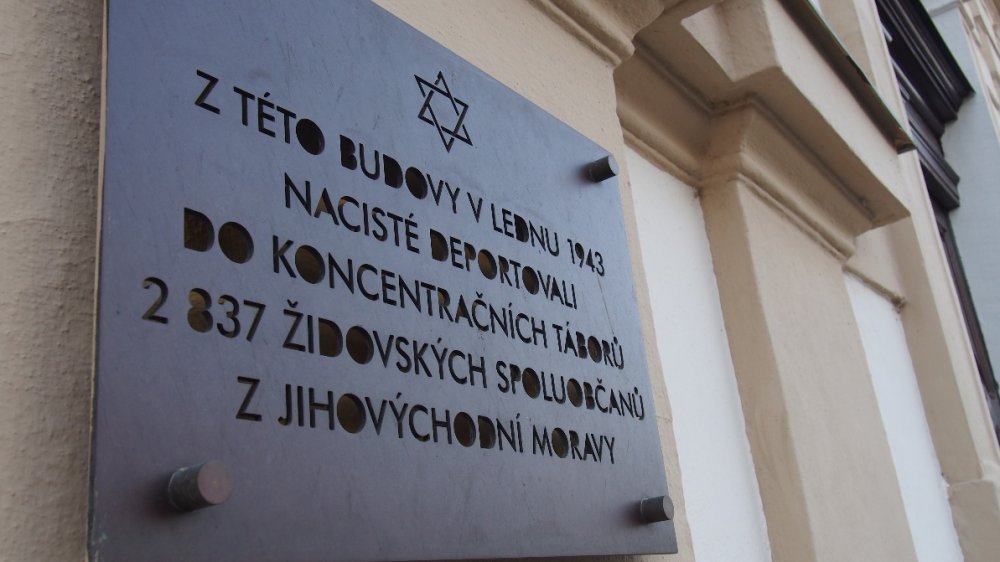 Z TÉTO BUDOVY V LEDNU 1943
NACISTÉ DEPORTOVALI
DO KONCENTRAČNÍCH TÁBORŮ
2 837 ŽIDOVSKÝCH SPOLUOBČANŮ
Z JIHOVÝCHODNÍ MORAVY